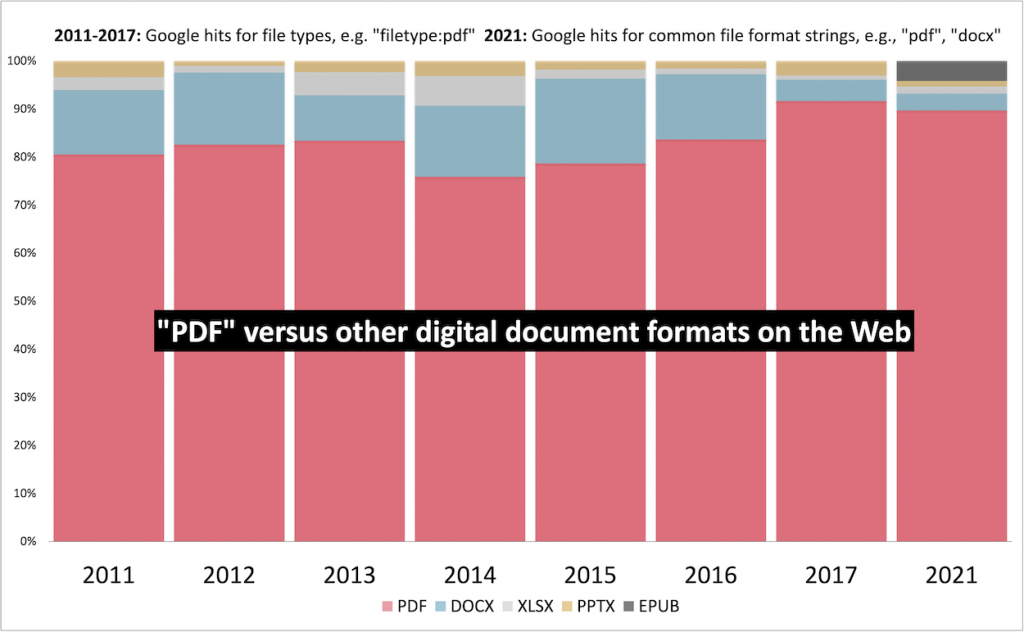 2011-2017: Google hits for file types, e.g. "filetype:pdf"  2021: Google hits for common file format strings, e.g., "pdf", "docx"
100%
90%
80%
70%
60%
50%
"PDF" versus other digital document formats on the Web
40%
30%
20%
10%
0%
2011 2012 2013 2014 2015 2016 2017 2021
PDF DOCX XLSX PPTX EPUB